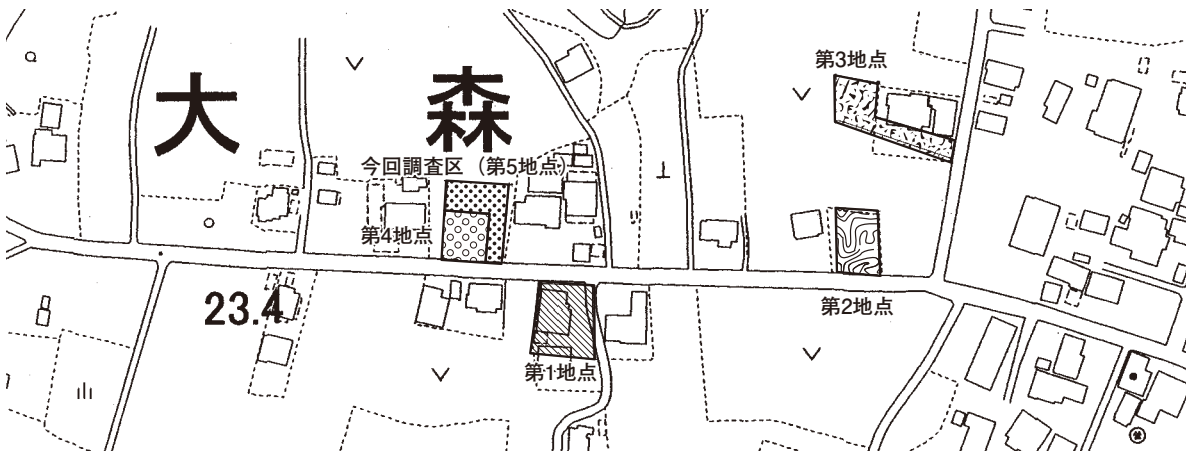 第3地点
大森
今回調査区（第5地点）
第4地点
23.4
第2地点
第1地点